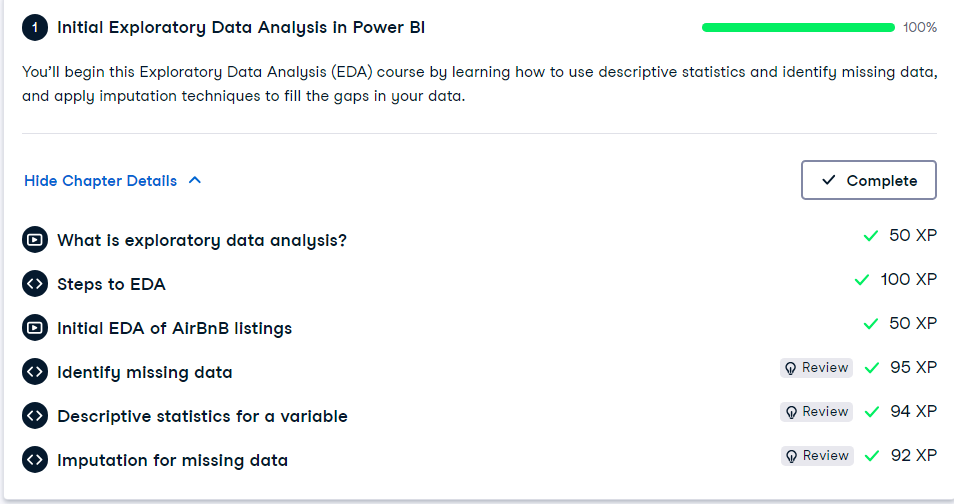 1 Initial Exploratory Data Analysis in Power BI 100%
You'll begin this Exploratory Data Analysis (EDA) course by learning how to use descriptive statistics and identify missing data,
and apply imputation techniques to fill the gaps in your data.
Hide Chapter Details Complete
What is exploratory data analysis? 50 XP
Steps to EDA 100 XP
Initial EDA of AirBnB listings 50 XP
Identify missing data Review 95 XP
Descriptive statistics for a variable Review 94 XP
Imputation for missing data Review 92 XP